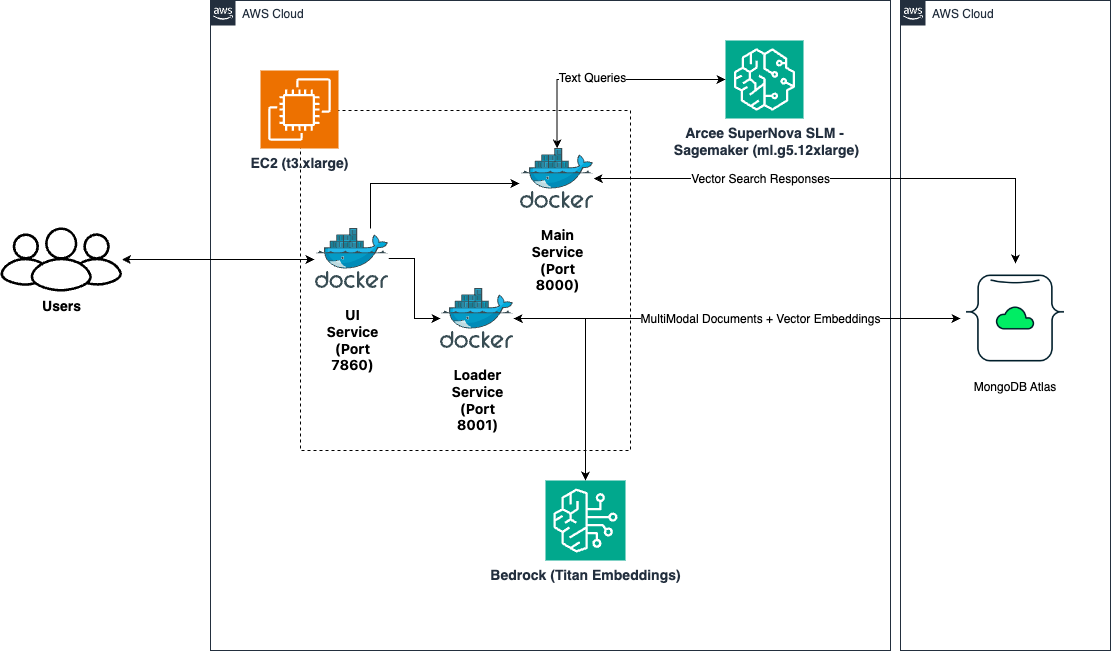 aws
AWS Cloud
aws
AWS Cloud
Text Queries
Arcee SuperNova SLM -
Sagemaker (ml.g5.12xlarge)
EC2 (t3.xlarge)
docker
Vector Search Responses
Main
Service
(Port
8000)
docker
Users
UI
Service
(Port
7860)
docker
MultiModal Documents + Vector Embeddings
Loader
Service
(Port
8001)
MongoDB Atlas
Bedrock (Titan Embeddings)